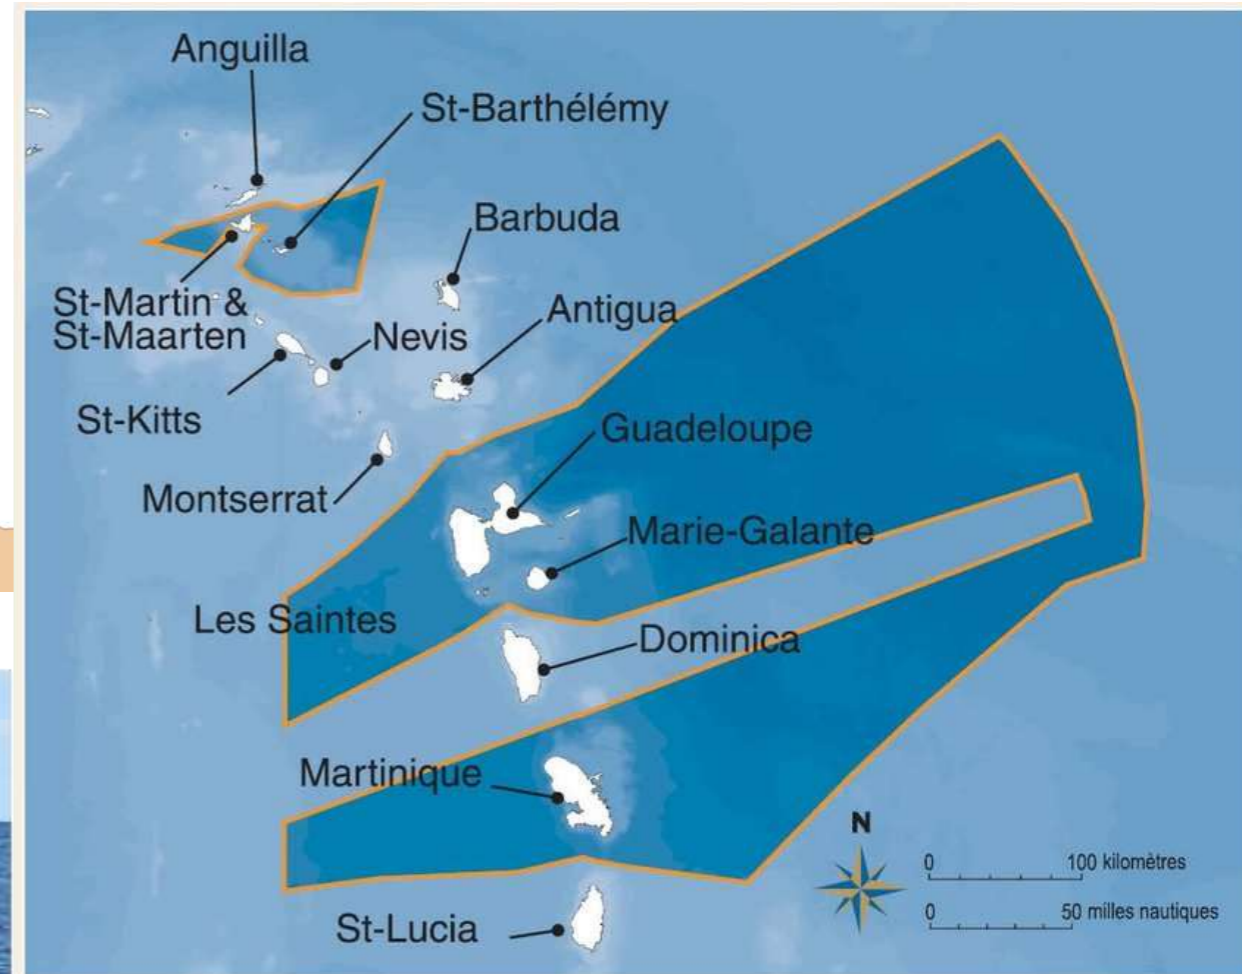 Anguilla
St-Barthélémy
Barbuda
St-Martin &
St-Maarten
Antigua
Nevis
St-Kitts
Guadeloupe
Montserrat
Marie-Galante
Les Saintes
Dominica
Martinique
N
0 100 kilomètres
0 50 milles nautiques
St-Lucia